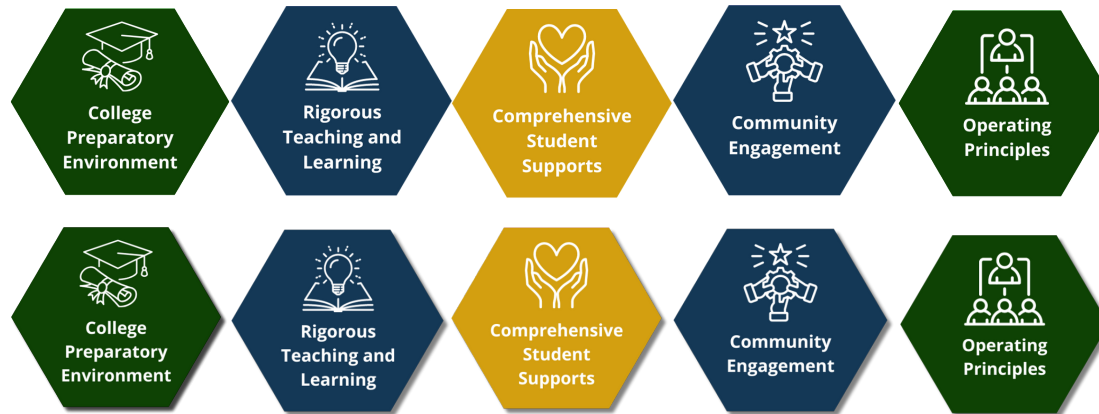 College
Preparatory
Environment
Rigorous
Teaching and
Learning
Comprehensive
Student
Supports
Community
Engagement
Operating
Principles
College
Preparatory
Environment
Rigorous
Teaching and
Learning
Comprehensive
Student
Supports
Community
Engagement
Operating
Principles